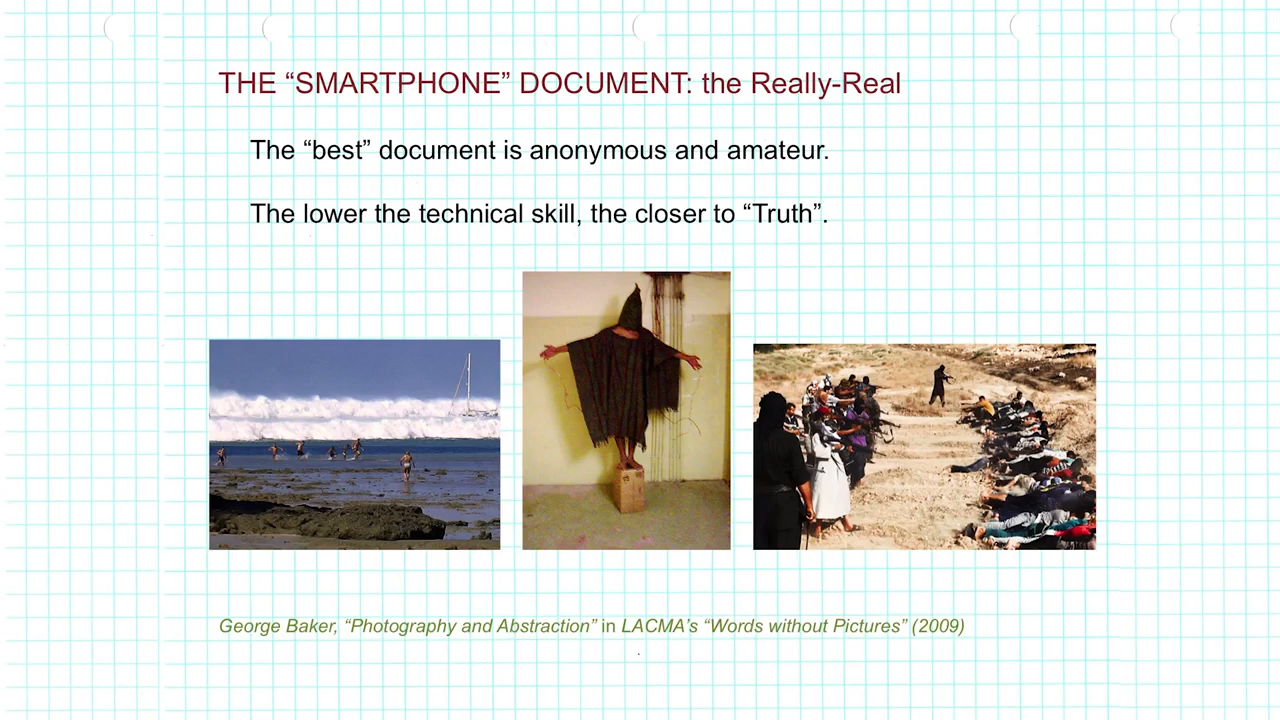 THE “SMARTPHONE” DOCUMENT: the Really-Real
The “best” document is anonymous and amateur.
The lower the technical skill, the closer to “Truth”.
George Baker, “Photography and Abstraction” in LACMA’s “Words without Pictures” (2009)